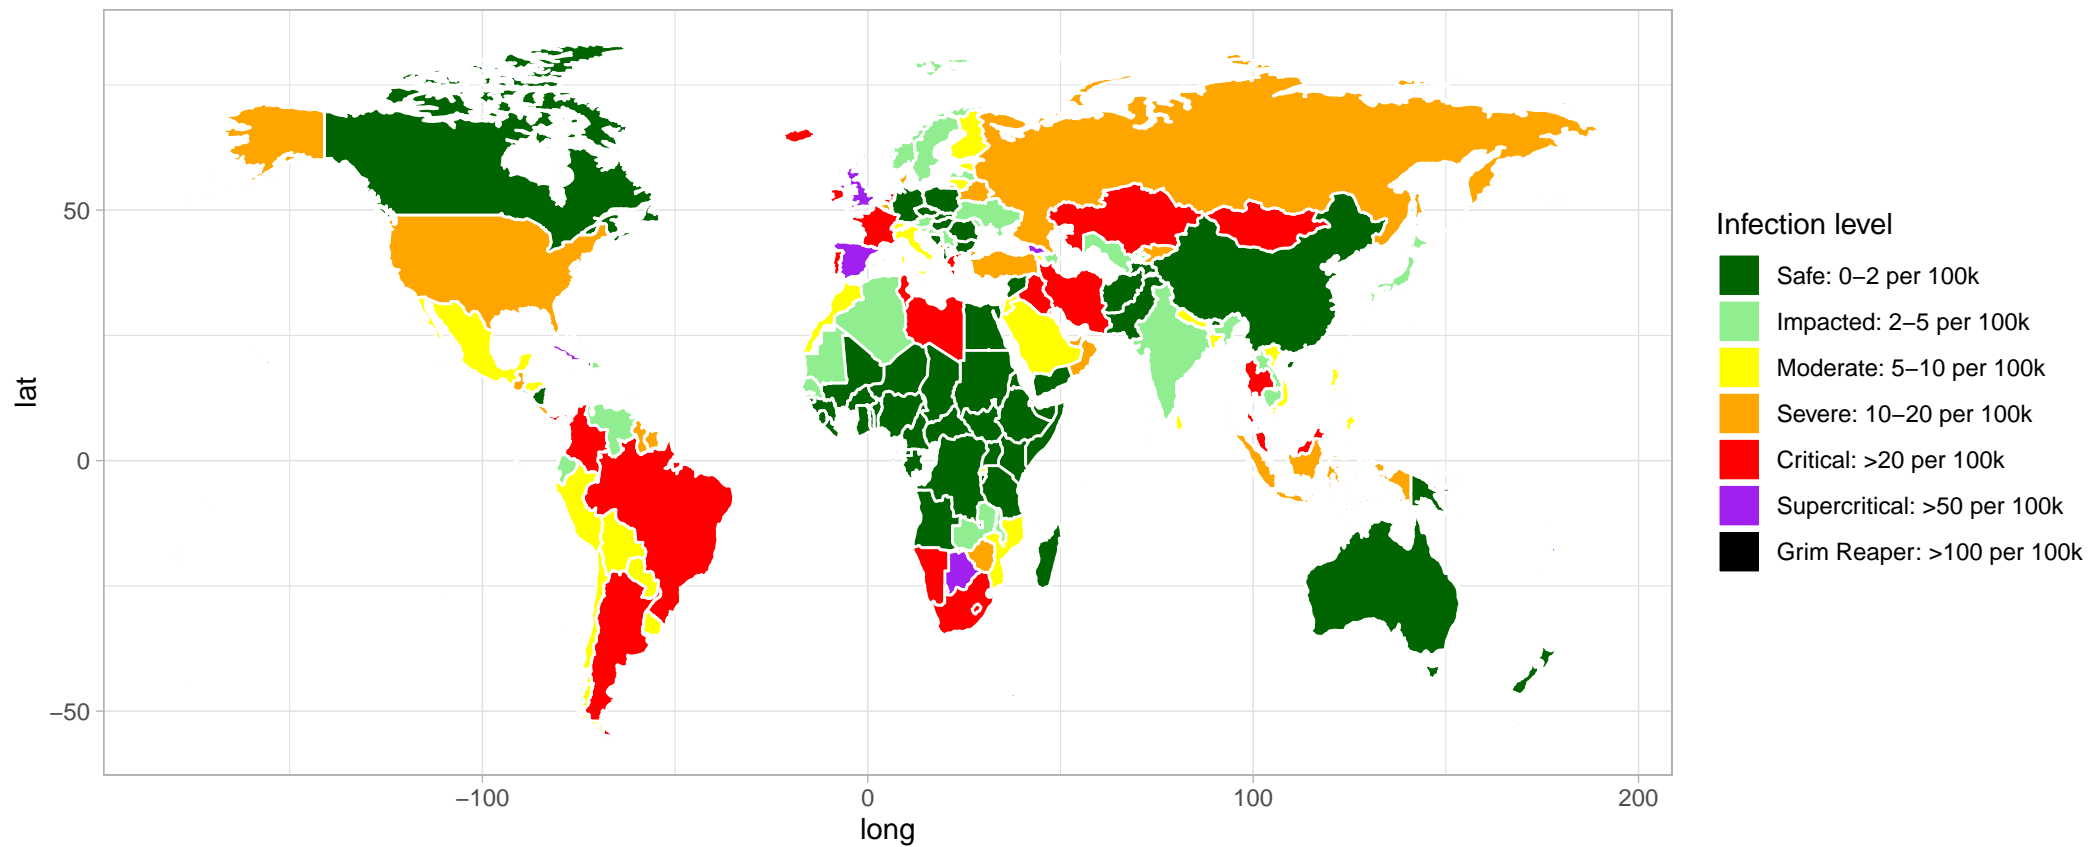 50
0
−50
lat
−100
0
100
200
long
Infection level
Safe: 0−2 per 100k
Impacted: 2−5 per 100k
Moderate: 5−10 per 100k
Severe: 10−20 per 100k
Critical: >20 per 100k
Supercritical: >50 per 100k
Grim Reaper: >100 per 100k